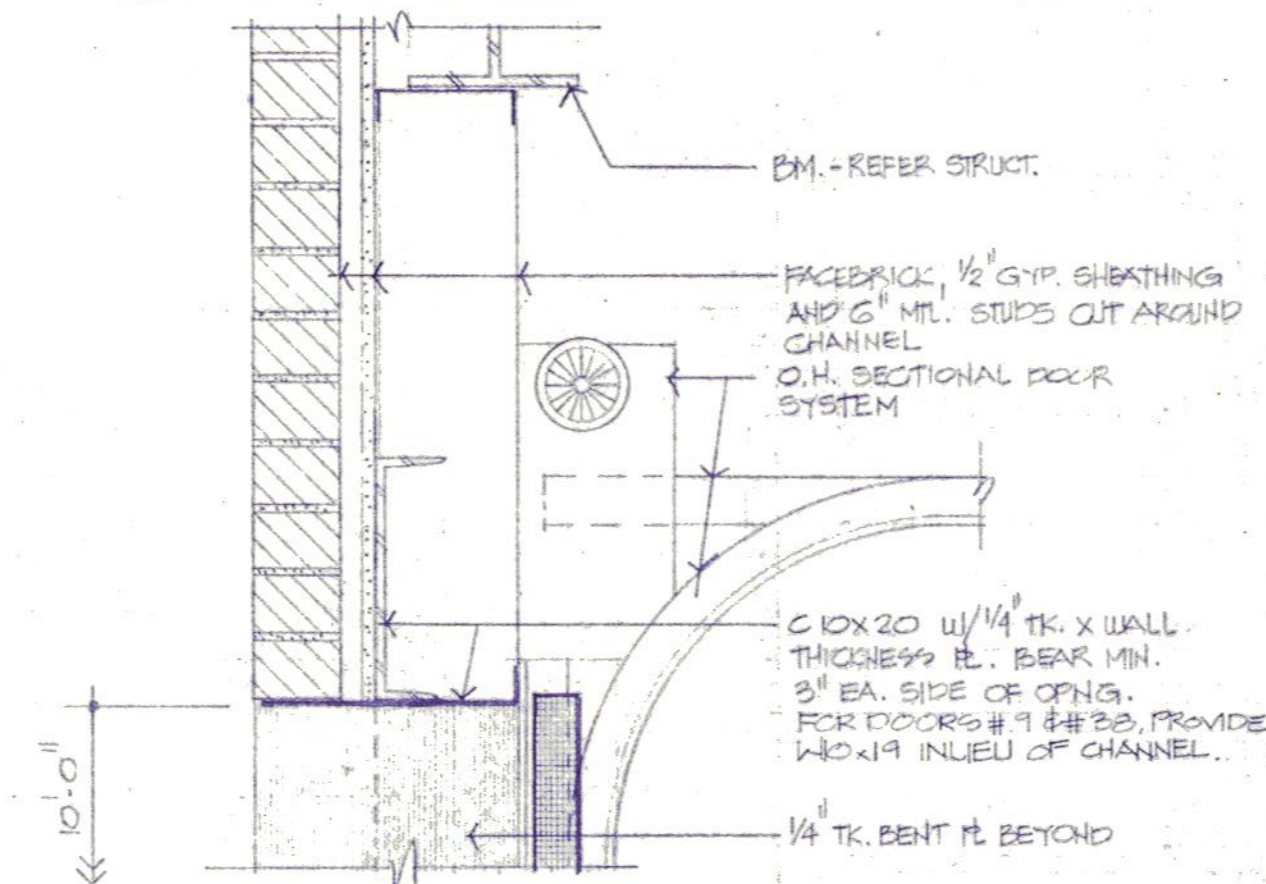 BM. - REFER STRUCT.
FACEBRICK, 1/2" GYP. SHEATHING
AND 6" MTL. STUDS CUT AROUND
CHANNEL
O.H. SECTIONAL DOOR
SYSTEM
C 10X20 W/ 1/4" TK. X WALL
THICKNESS PL. BEAR MIN.
3" EA. SIDE OF OPNG.
FOR DOORS #9 & #38, PROVIDE
W10x19 INLIEU OF CHANNEL.
1/4" TK. BENT PL BEYOND
10'-0"